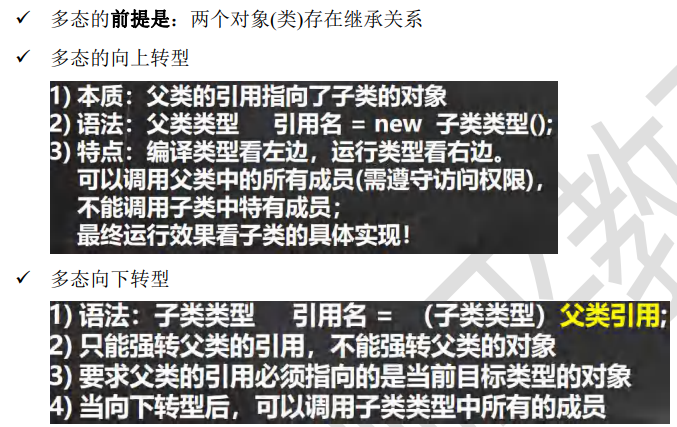 ✓ 多态的前提是：两个对象(类)存在继承关系
✓ 多态的向上转型
1) 本质：父类的引用指向了子类的对象
2) 语法：父类类型 引用名 = new 子类类型();
3) 特点：编译类型看左边，运行类型看右边。
可以调用父类中的所有成员(需遵守访问权限)，
不能调用子类中特有成员；
最终运行效果看子类的具体实现！
✓ 多态向下转型
1) 语法：子类类型 引用名 = （子类类型）父类引用;
2) 只能强转父类的引用，不能强转父类的对象
3) 要求父类的引用必须指向的是当前目标类型的对象
4) 当向下转型后，可以调用子类类型中所有的成员